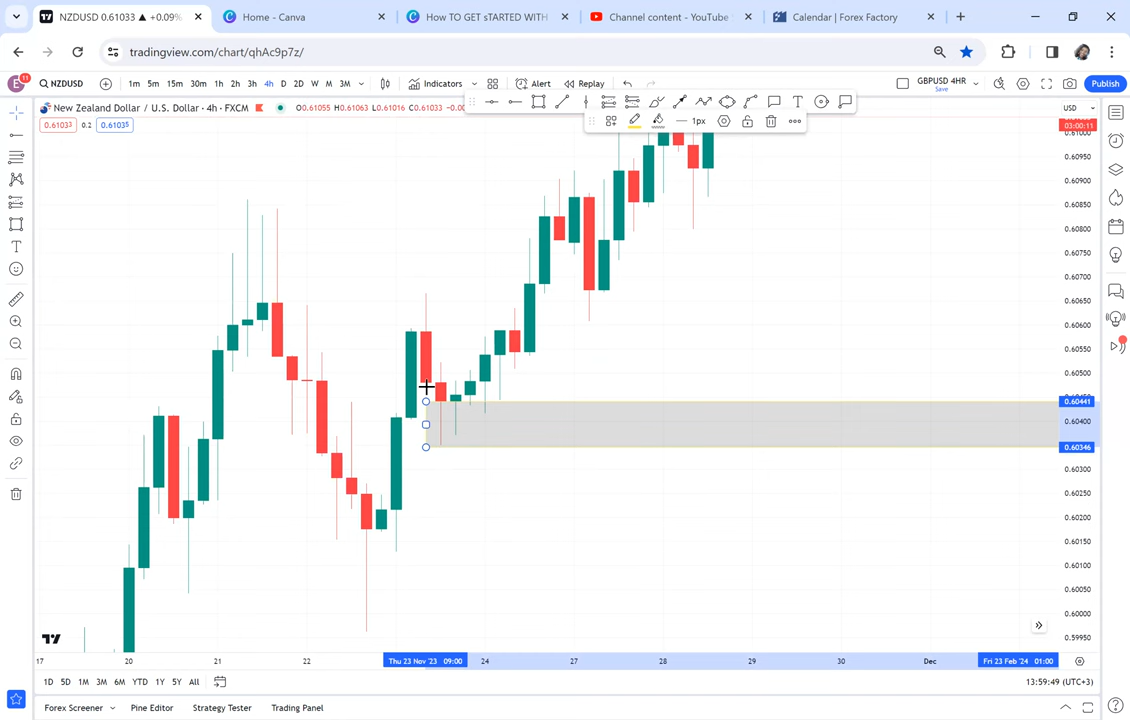 NZDUSD 0.61033 ▲ +0.09%
Home - Canva
How TO GET sTARTED WITH
Channel content - YouTube
Calendar | Forex Factory
tradingview.com/chart/qhAc9p7z/
E
11
NZDUSD
1m 5m 15m 30m 1h 2h 3h 4h D 2D W M 3M
Indicators
Alert
Replay
GBPUSD 4HR
Save
Publish
New Zealand Dollar / U.S. Dollar · 4h · FXCM
O0.61055 H0.61063 L0.61016 C0.61033 −0.00
USD
0.61033
0.2
0.61035
1px
03:00:11
0.61000
0.60950
0.60900
0.60850
0.60800
0.60750
0.60700
0.60650
0.60600
0.60550
0.60500
0.60441
0.60400
0.60346
0.60300
0.60250
0.60200
0.60150
0.60100
0.60050
0.60000
0.59950
17 20 21 22 Thu 23 Nov '23 09:00 24 27 28 29 30 Dec Fri 23 Feb '24 01:00
1D 5D 1M 3M 6M YTD 1Y 5Y All
13:59:49 (UTC+3)
Forex Screener
Pine Editor
Strategy Tester
Trading Panel